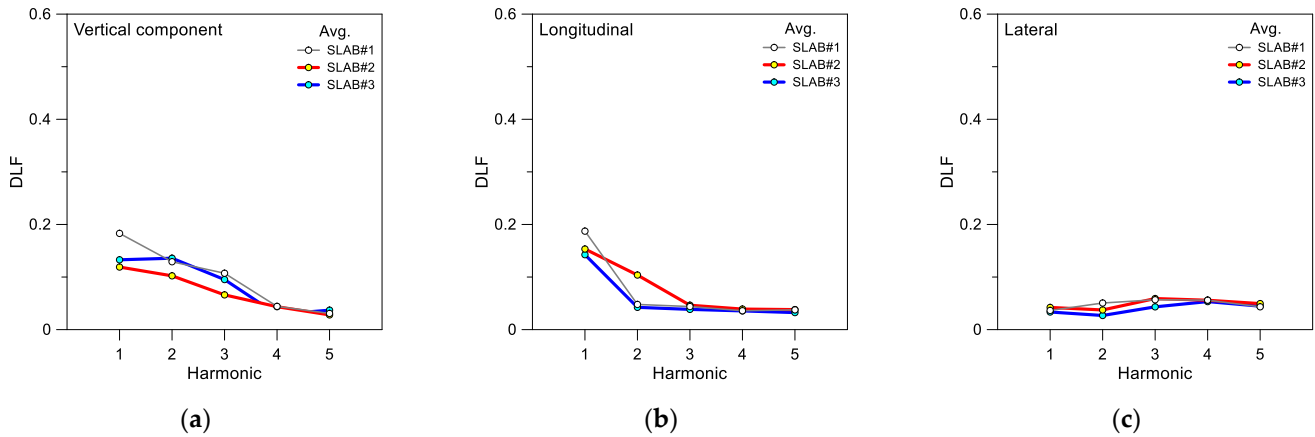 0.6
Vertical component
Avg.
SLAB#1
SLAB#2
SLAB#3
0.4
DLF
0.2
0
1 2 3 4 5
Harmonic
(a)
0.6
Longitudinal
Avg.
SLAB#1
SLAB#2
SLAB#3
0.4
DLF
0.2
0
1 2 3 4 5
Harmonic
(b)
0.6
Lateral
Avg.
SLAB#1
SLAB#2
SLAB#3
0.4
DLF
0.2
0
1 2 3 4 5
Harmonic
(c)